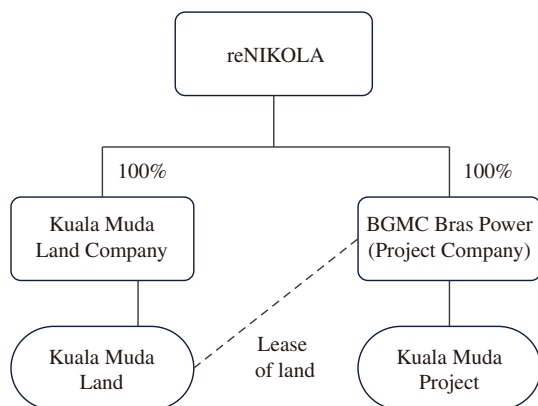 reNIKOLA
100%
100%
Kuala Muda
Land Company
BGMC Bras Power
(Project Company)
Kuala Muda
Land
Lease
of land
Kuala Muda
Project